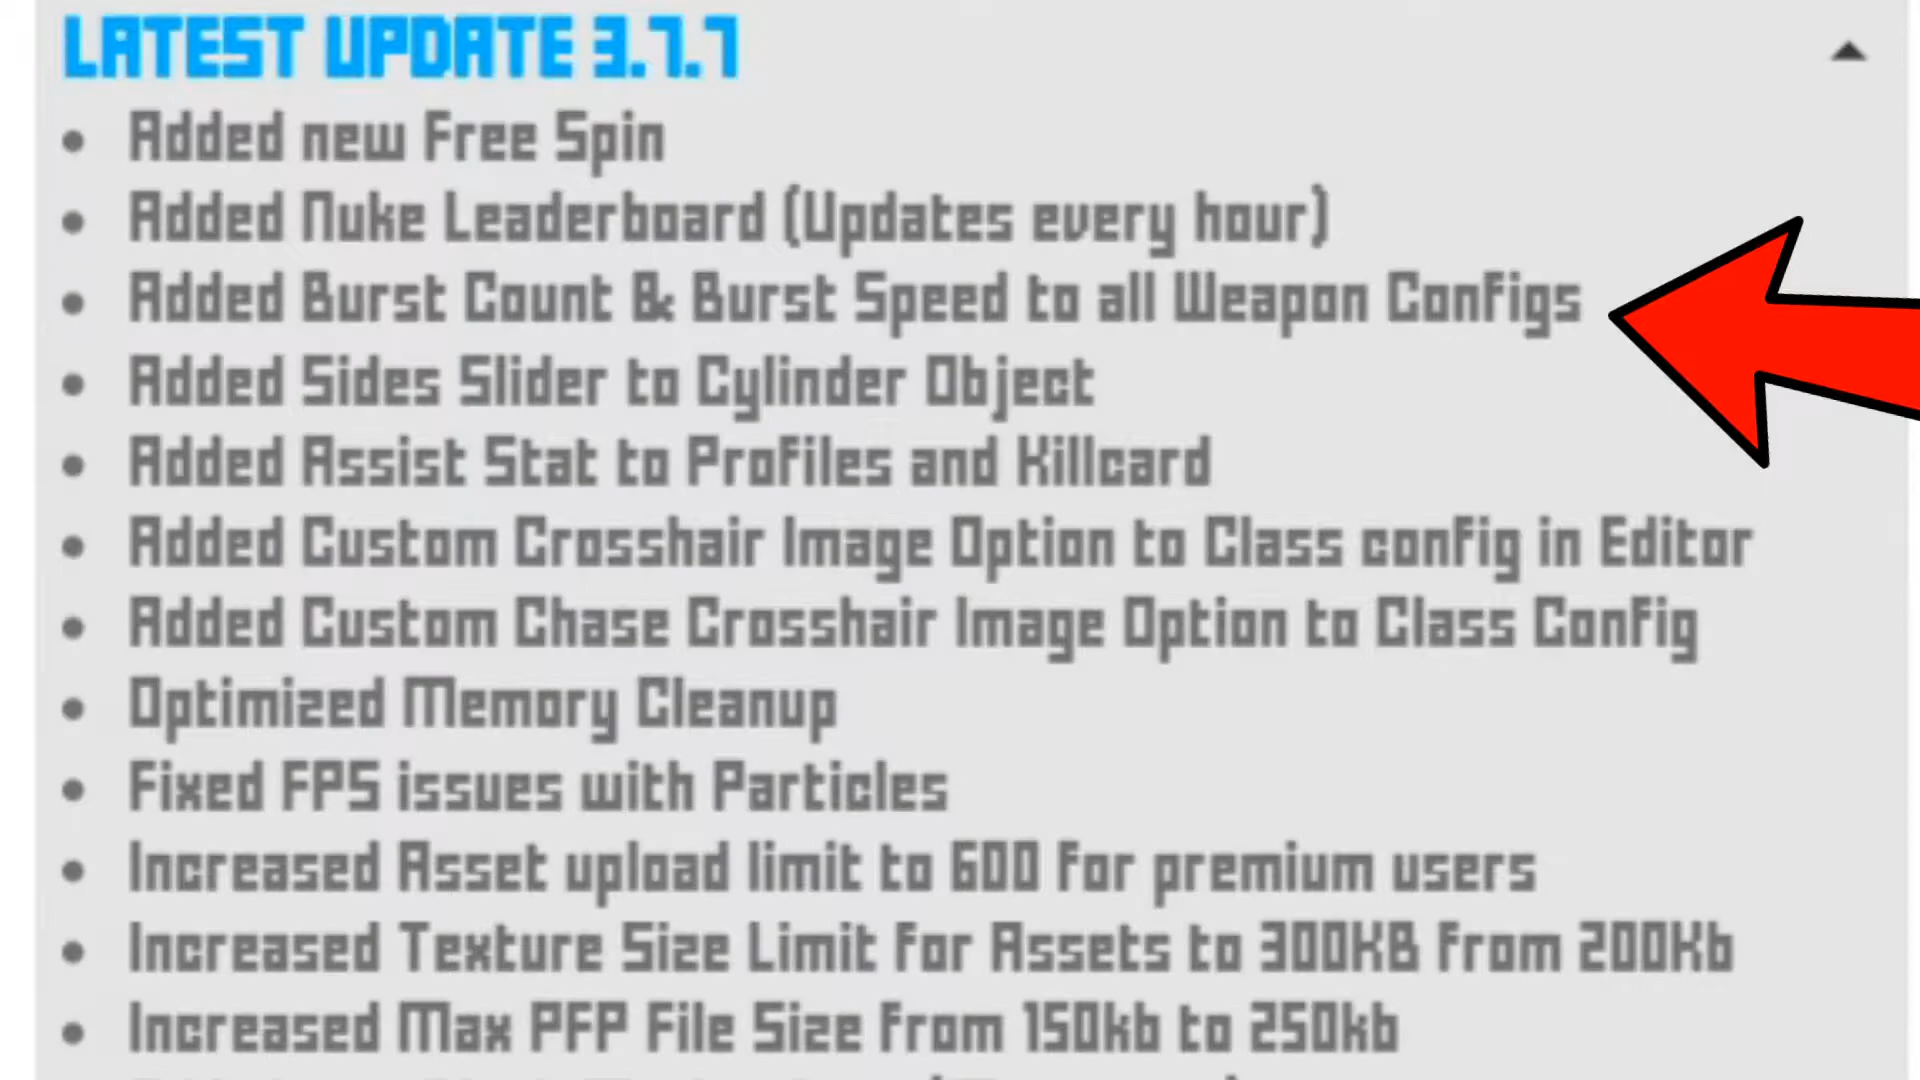 LATEST UPDATE 3.7.7
• Added new Free Spin
• Added Nuke Leaderboard (Updates every hour)
• Added Burst Count & Burst Speed to all Weapon Configs
• Added Sides Slider to Cylinder Object
• Added Assist Stat to Profiles and Killcard
• Added Custom Crosshair Image Option to Class config in Editor
• Added Custom Chase Crosshair Image Option to Class Config
• Optimized Memory Cleanup
• Fixed FPS issues with Particles
• Increased Asset upload limit to 600 for premium users
• Increased Texture Size Limit for Assets to 300KB from 200Kb
• Increased Max PFP File Size from 150kb to 250kb